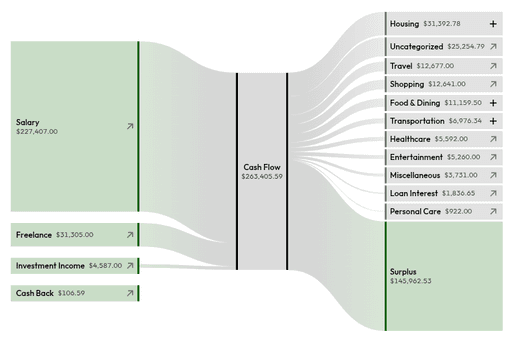 Salary
$227,407.00
Freelance $31,305.00
Investment Income $4,587.00
Cash Back $106.59
Cash Flow
$263,405.59
Housing $31,392.78
Uncategorized $25,254.79
Travel $12,677.00
Shopping $12,641.00
Food & Dining $11,159.50
Transportation $6,976.34
Healthcare $5,592.00
Entertainment $5,260.00
Miscellaneous $3,731.00
Loan Interest $1,836.65
Personal Care $922.00
Surplus
$145,962.53